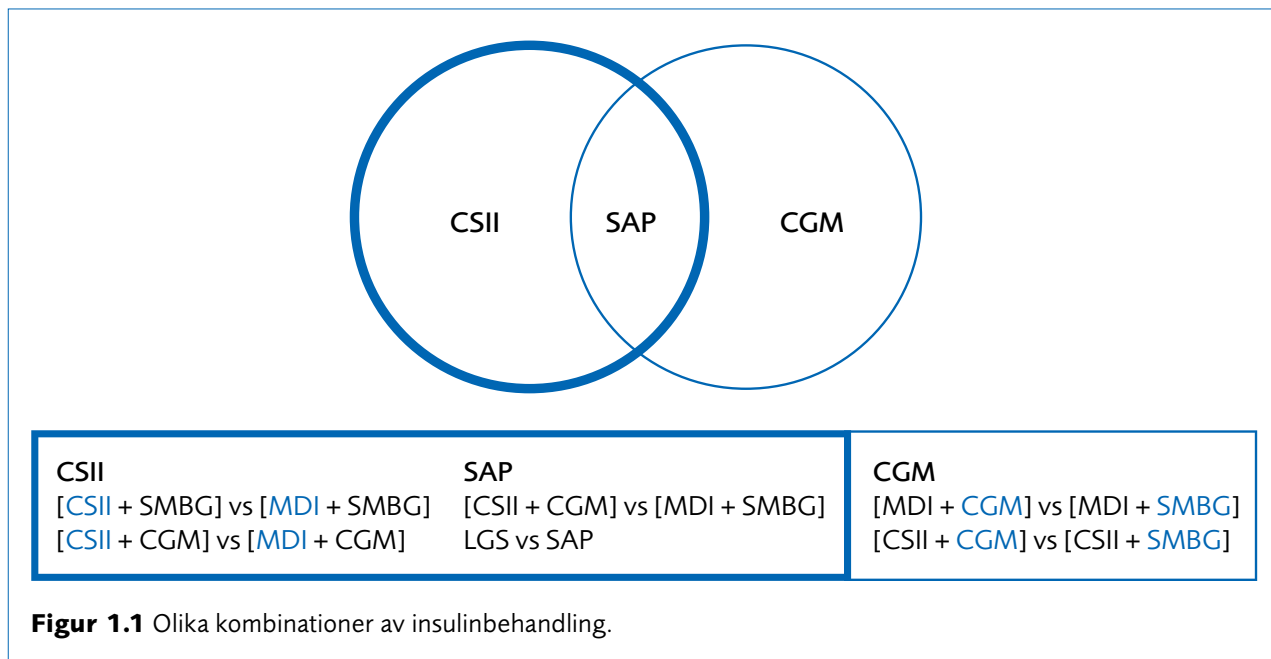 CSII
SAP
CGM
CSII
[CSII + SMBG] vs [MDI + SMBG]
[CSII + CGM] vs [MDI + CGM]
SAP
[CSII + CGM] vs [MDI + SMBG]
LGS vs SAP
CGM
[MDI + CGM] vs [MDI + SMBG]
[CSII + CGM] vs [CSII + SMBG]
Figur 1.1 Olika kombinationer av insulinbehandling.